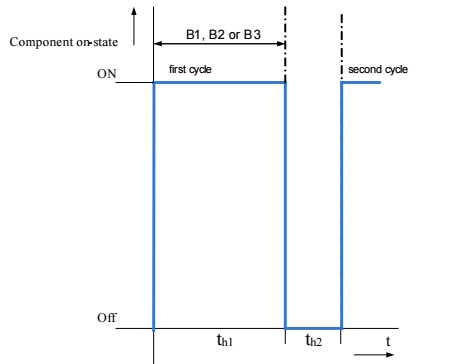 Component on-state
B1, B2 or B3
ON
first cycle
second cycle
Off
th1
th2
t